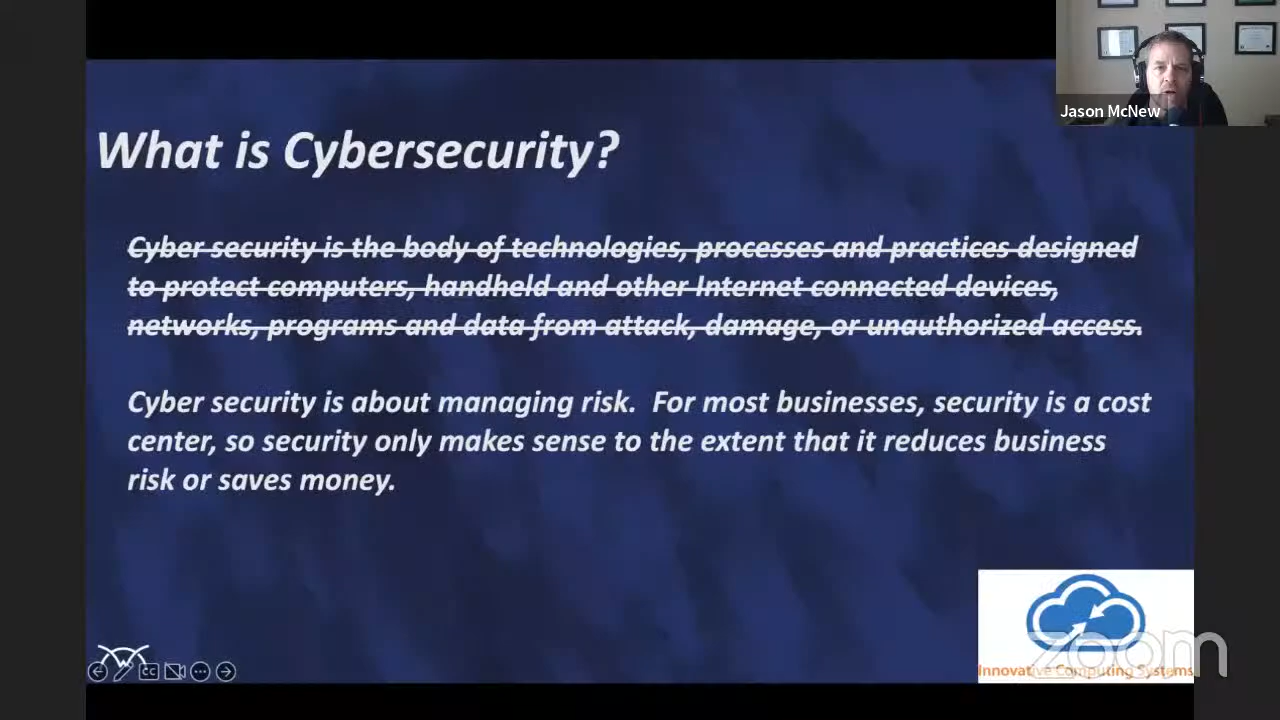 Jason McNew
What is Cybersecurity?
Cyber security is the body of technologies, processes and practices designed
to protect computers, handheld and other Internet connected devices,
networks, programs and data from attack, damage, or unauthorized access.
Cyber security is about managing risk.  For most businesses, security is a cost
center, so security only makes sense to the extent that it reduces business
risk or saves money.
CC
zoom
Innovative Computing Systems